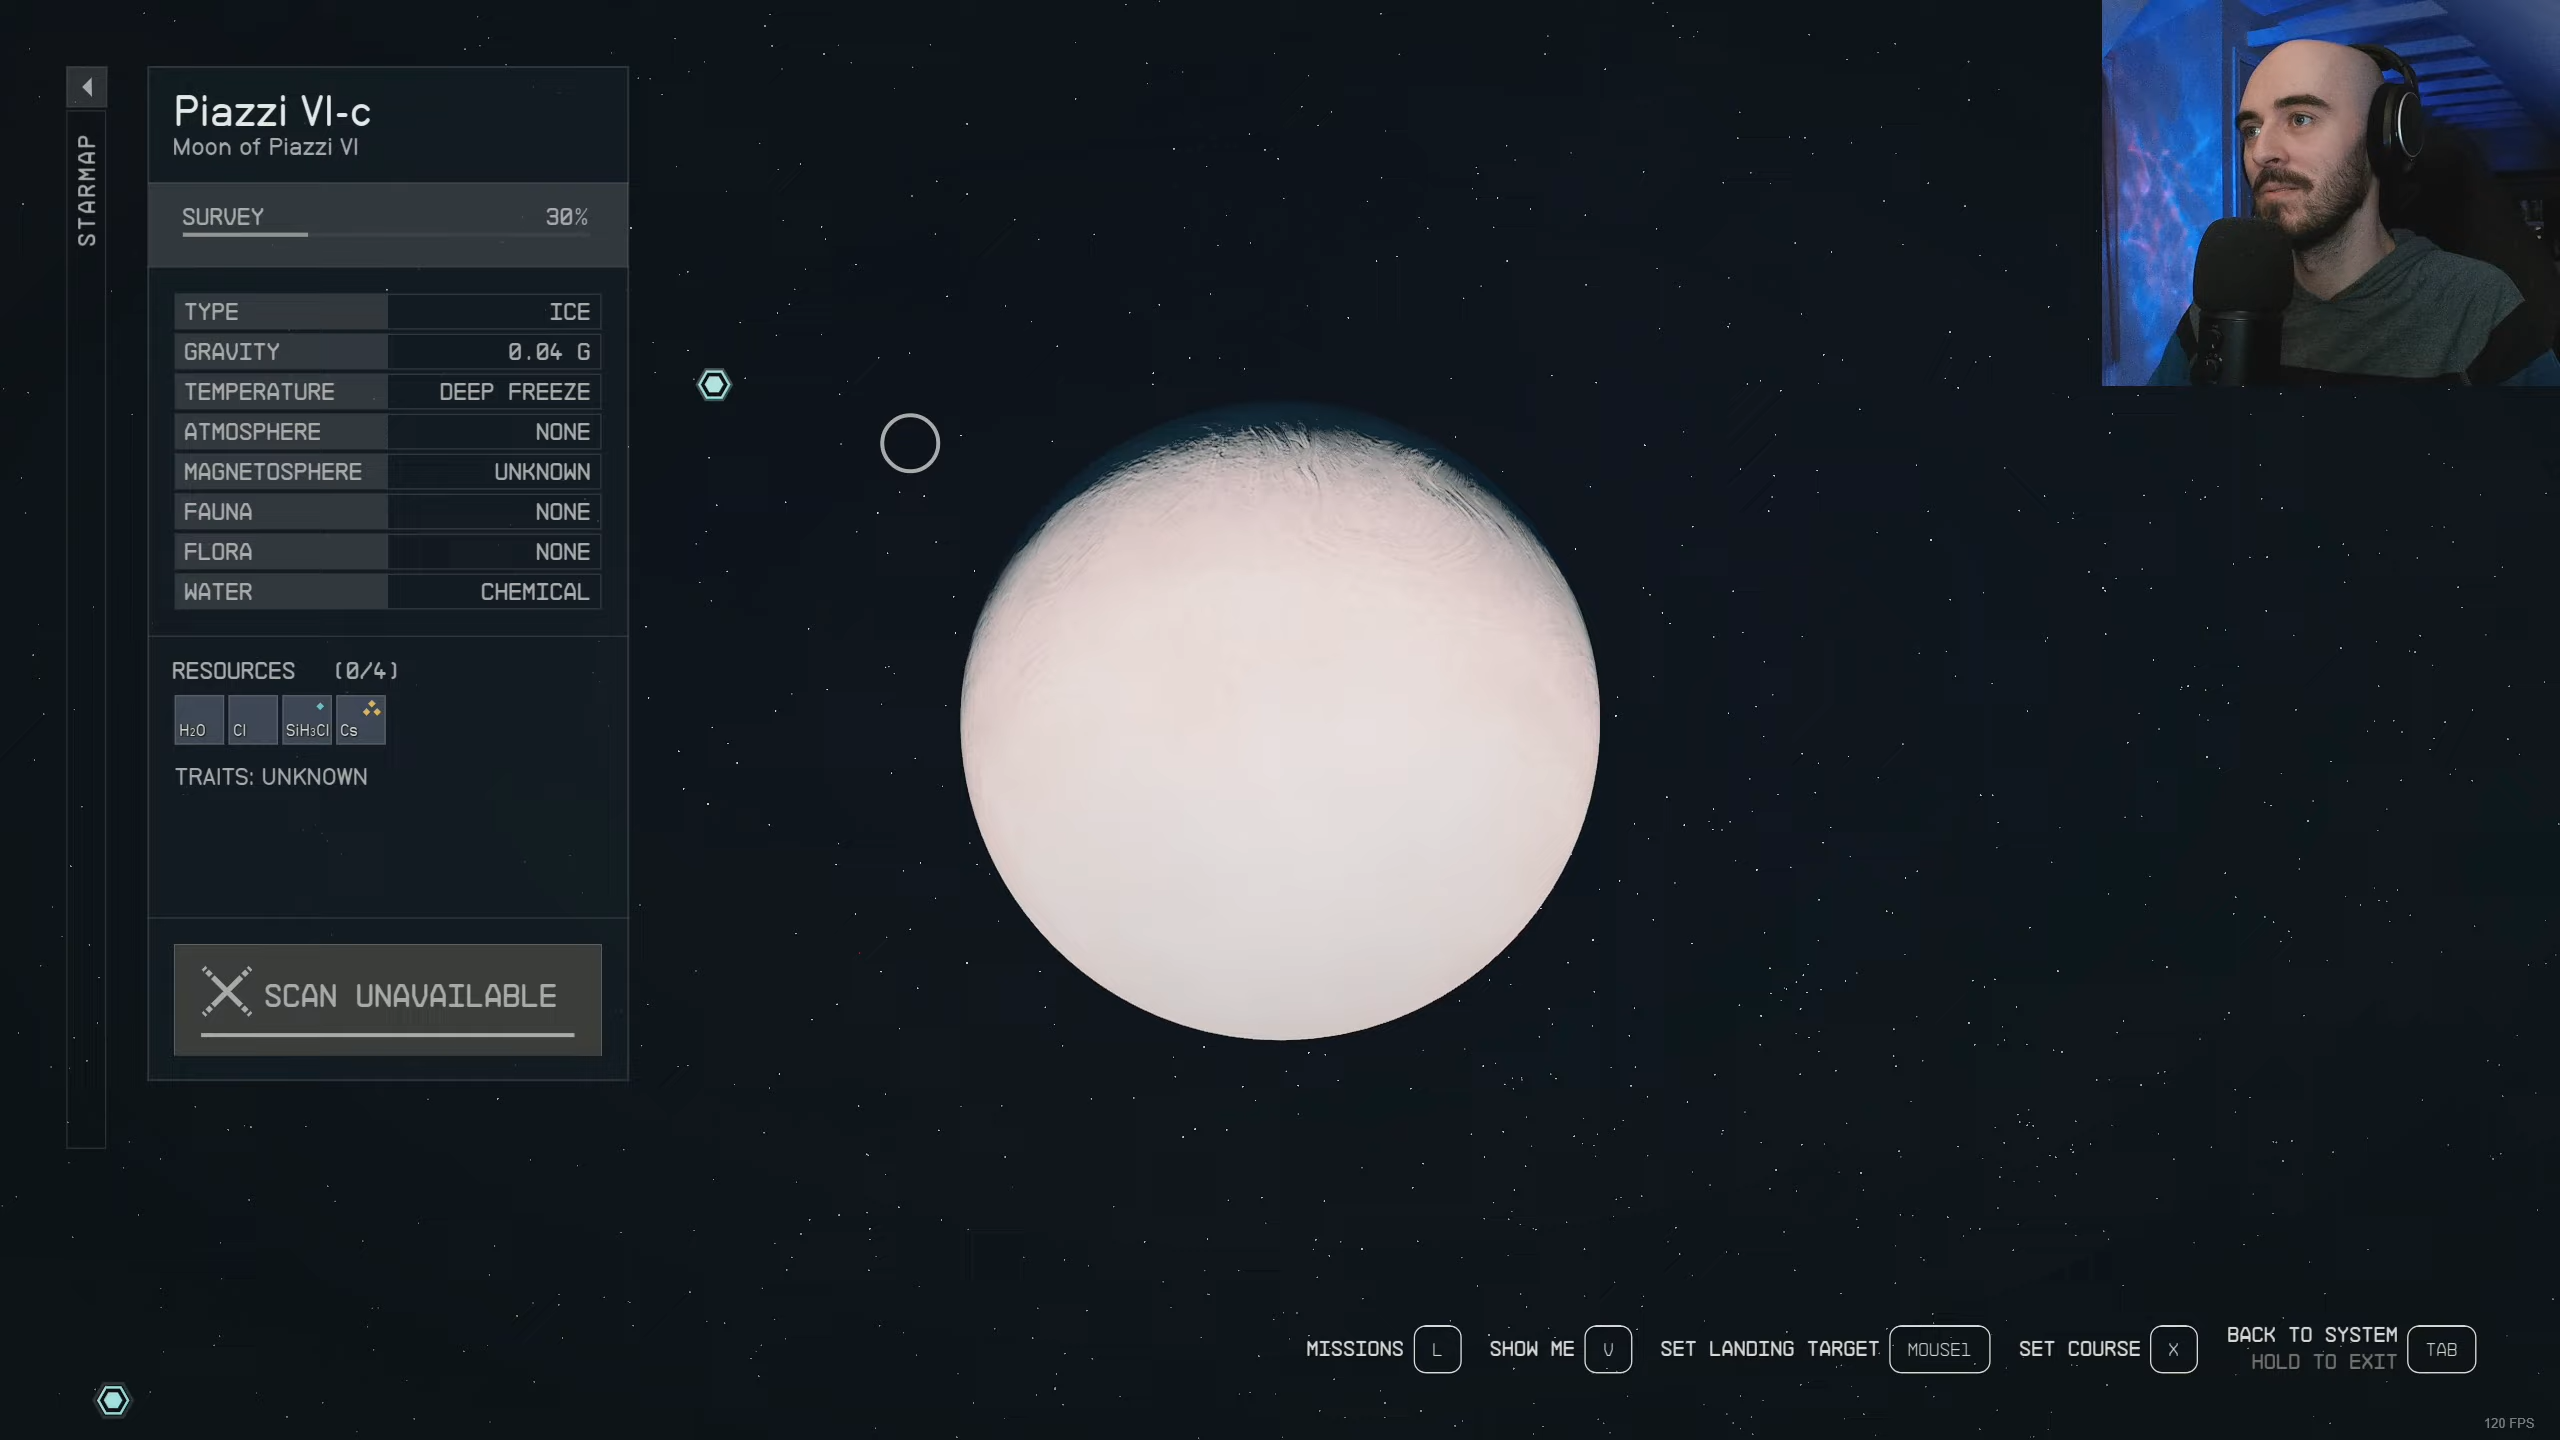 STARMAP
Piazzi VI-c
Moon of Piazzi VI
SURVEY 30%
TYPE ICE
GRAVITY 0.04 G
TEMPERATURE DEEP FREEZE
ATMOSPHERE NONE
MAGNETOSPHERE UNKNOWN
FAUNA NONE
FLORA NONE
WATER CHEMICAL
RESOURCES (0/4)
H₂O Cl SiH₃Cl Cs
TRAITS: UNKNOWN
SCAN UNAVAILABLE
MISSIONS L SHOW ME V SET LANDING TARGET MOUSE1 SET COURSE X BACK TO SYSTEM TAB
HOLD TO EXIT
120 FPS